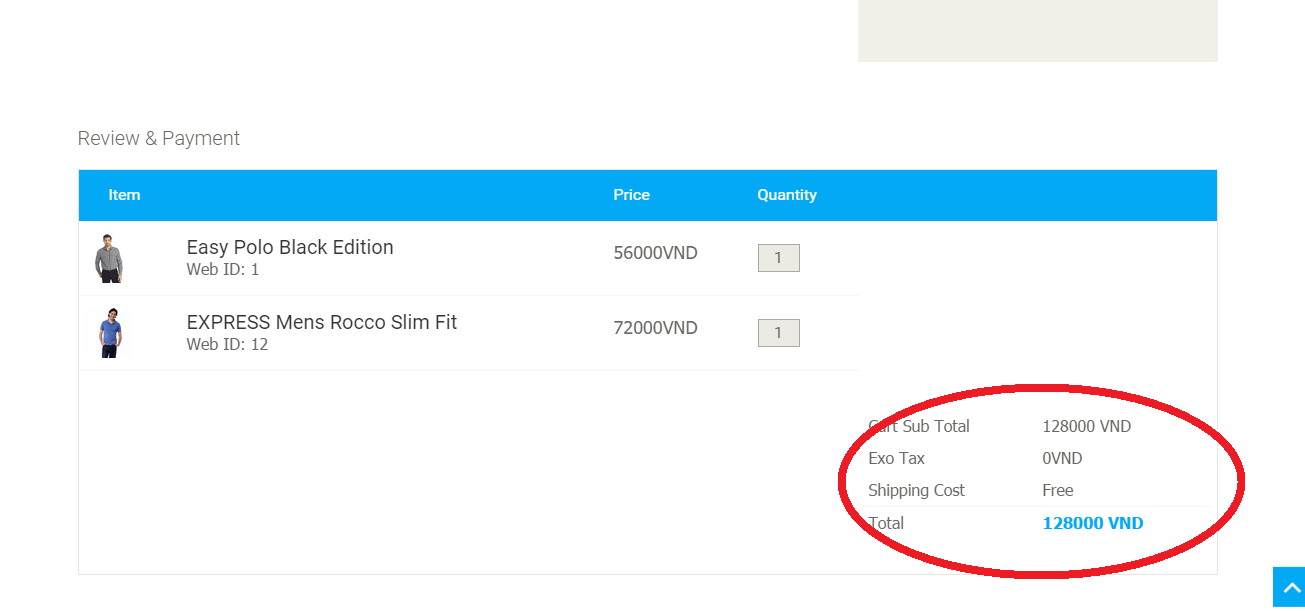 Review & Payment
Item Price Quantity
Easy Polo Black Edition 56000VND 1
Web ID: 1
EXPRESS Mens Rocco Slim Fit 72000VND 1
Web ID: 12
Cart Sub Total 128000 VND
Exo Tax 0VND
Shipping Cost Free
Total 128000 VND